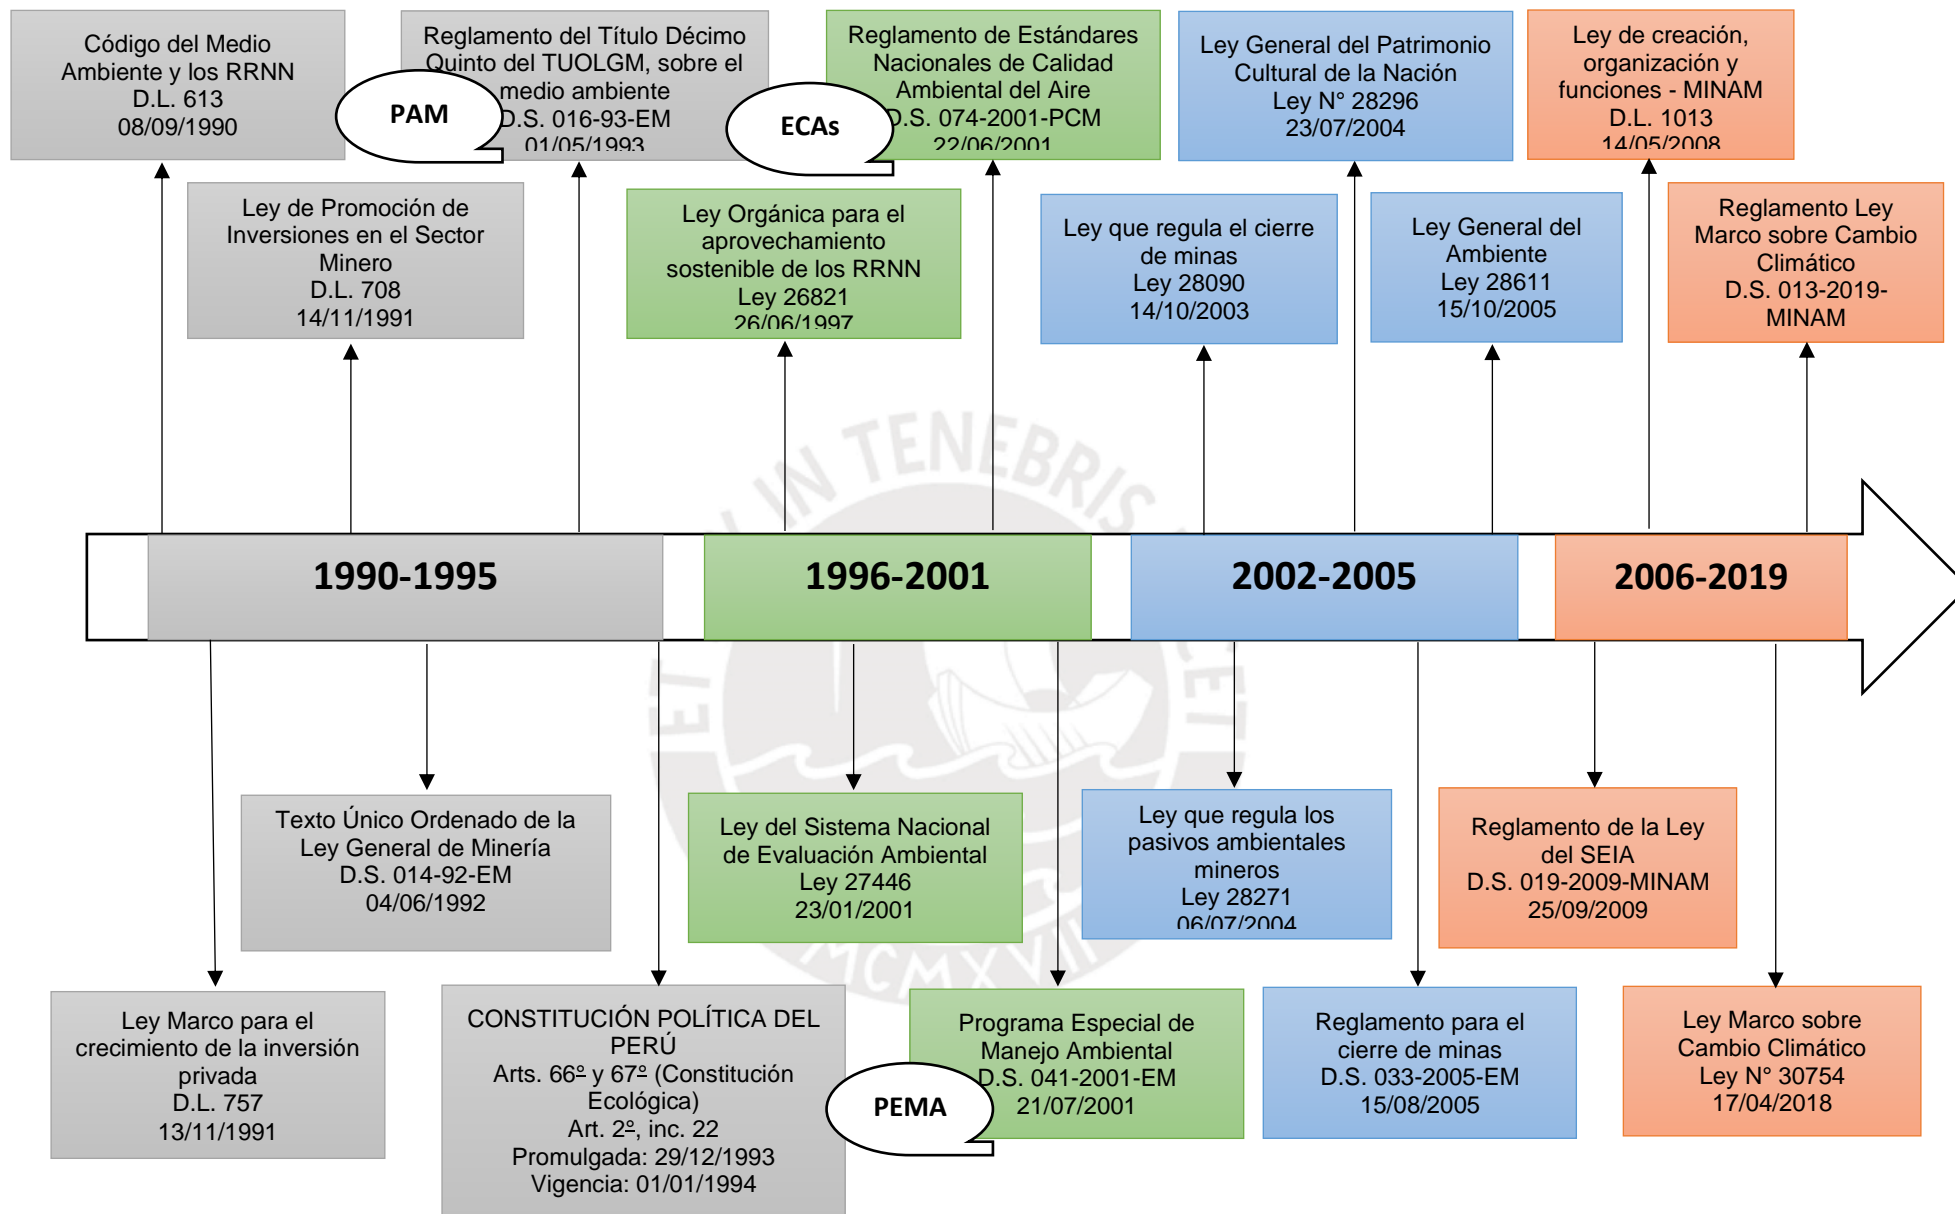 Código del Medio
Ambiente y los RRNN
D.L. 613
08/09/1990
PAM
Reglamento del Título Décimo
Quinto del TUOLGM, sobre el
medio ambiente
D.S. 016-93-EM
01/05/1993
ECAs
Reglamento de Estándares
Nacionales de Calidad
Ambiental del Aire
D.S. 074-2001-PCM
22/06/2001
Ley General del Patrimonio
Cultural de la Nación
Ley N° 28296
23/07/2004
Ley de creación,
organización y
funciones - MINAM
D.L. 1013
14/05/2008
Ley de Promoción de
Inversiones en el Sector
Minero
D.L. 708
14/11/1991
Ley Orgánica para el
aprovechamiento
sostenible de los RRNN
Ley 26821
26/06/1997
Ley que regula el cierre
de minas
Ley 28090
14/10/2003
Ley General del
Ambiente
Ley 28611
15/10/2005
Reglamento Ley
Marco sobre Cambio
Climático
D.S. 013-2019-
MINAM
1990-1995
1996-2001
2002-2005
2006-2019
Texto Único Ordenado de la
Ley General de Minería
D.S. 014-92-EM
04/06/1992
Ley del Sistema Nacional
de Evaluación Ambiental
Ley 27446
23/01/2001
Ley que regula los
pasivos ambientales
mineros
Ley 28271
06/07/2004
Reglamento de la Ley
del SEIA
D.S. 019-2009-MINAM
25/09/2009
Ley Marco para el
crecimiento de la inversión
privada
D.L. 757
13/11/1991
CONSTITUCIÓN POLÍTICA DEL
PERÚ
Arts. 66º y 67º (Constitución
Ecológica)
Art. 2º, inc. 22
Promulgada: 29/12/1993
Vigencia: 01/01/1994
PEMA
Programa Especial de
Manejo Ambiental
D.S. 041-2001-EM
21/07/2001
Reglamento para el
cierre de minas
D.S. 033-2005-EM
15/08/2005
Ley Marco sobre
Cambio Climático
Ley N° 30754
17/04/2018
IN TENEBRIS
ET
MCMXVII